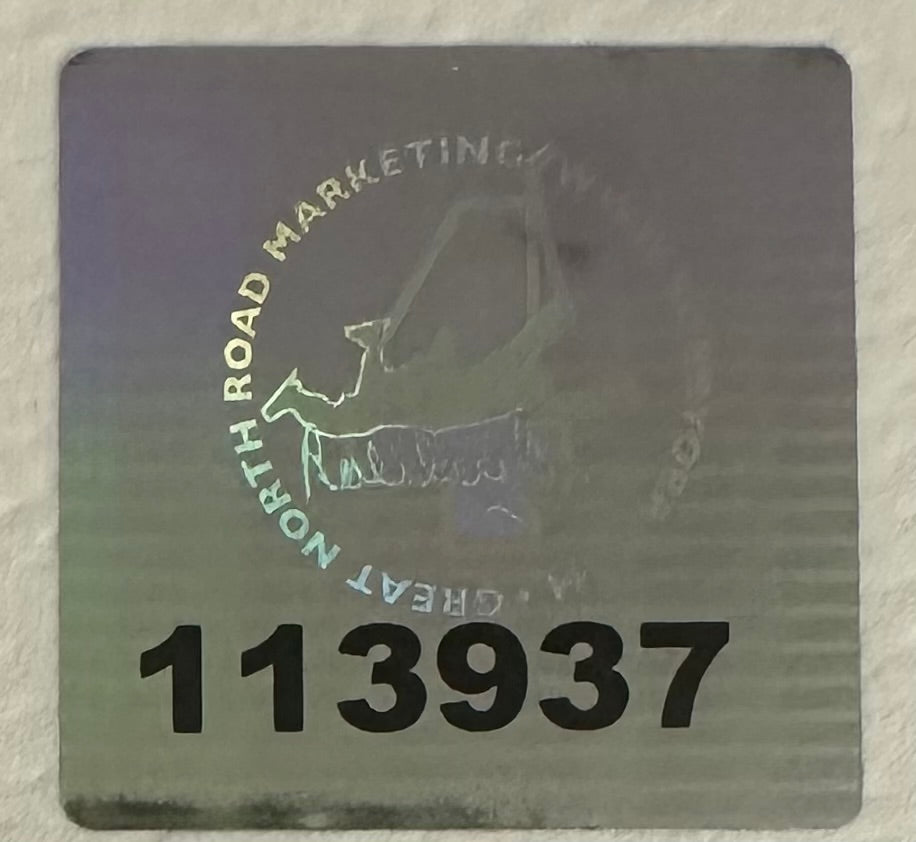 GREAT NORTH ROAD MARKETING
113937